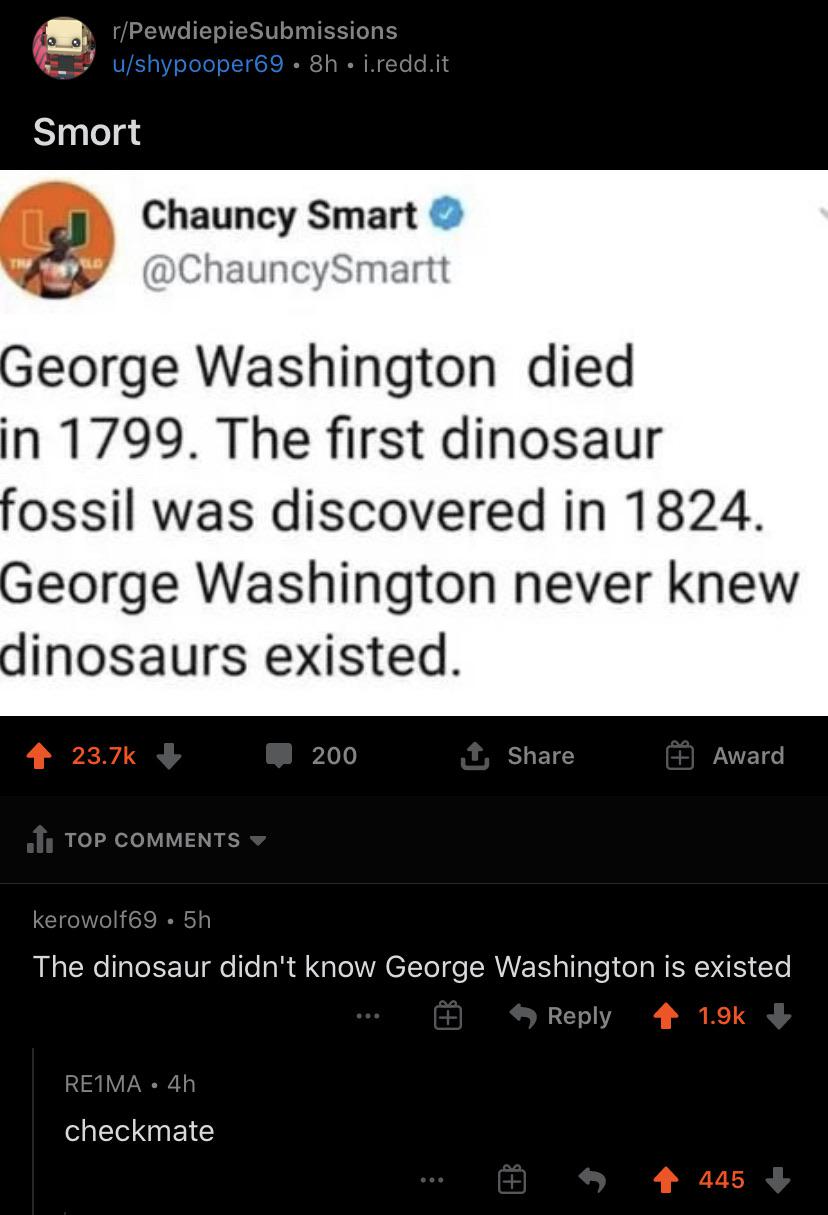 r/PewdiepieSubmissions
u/shypooper69 • 8h • i.redd.it
Smort
Chauncy Smart
@ChauncySmartt
George Washington died
in 1799. The first dinosaur
fossil was discovered in 1824.
George Washington never knew
dinosaurs existed.
23.7k 200 Share Award
TOP COMMENTS
kerowolf69 • 5h
The dinosaur didn't know George Washington is existed
... Reply 1.9k
RE1MA • 4h
checkmate
... 445